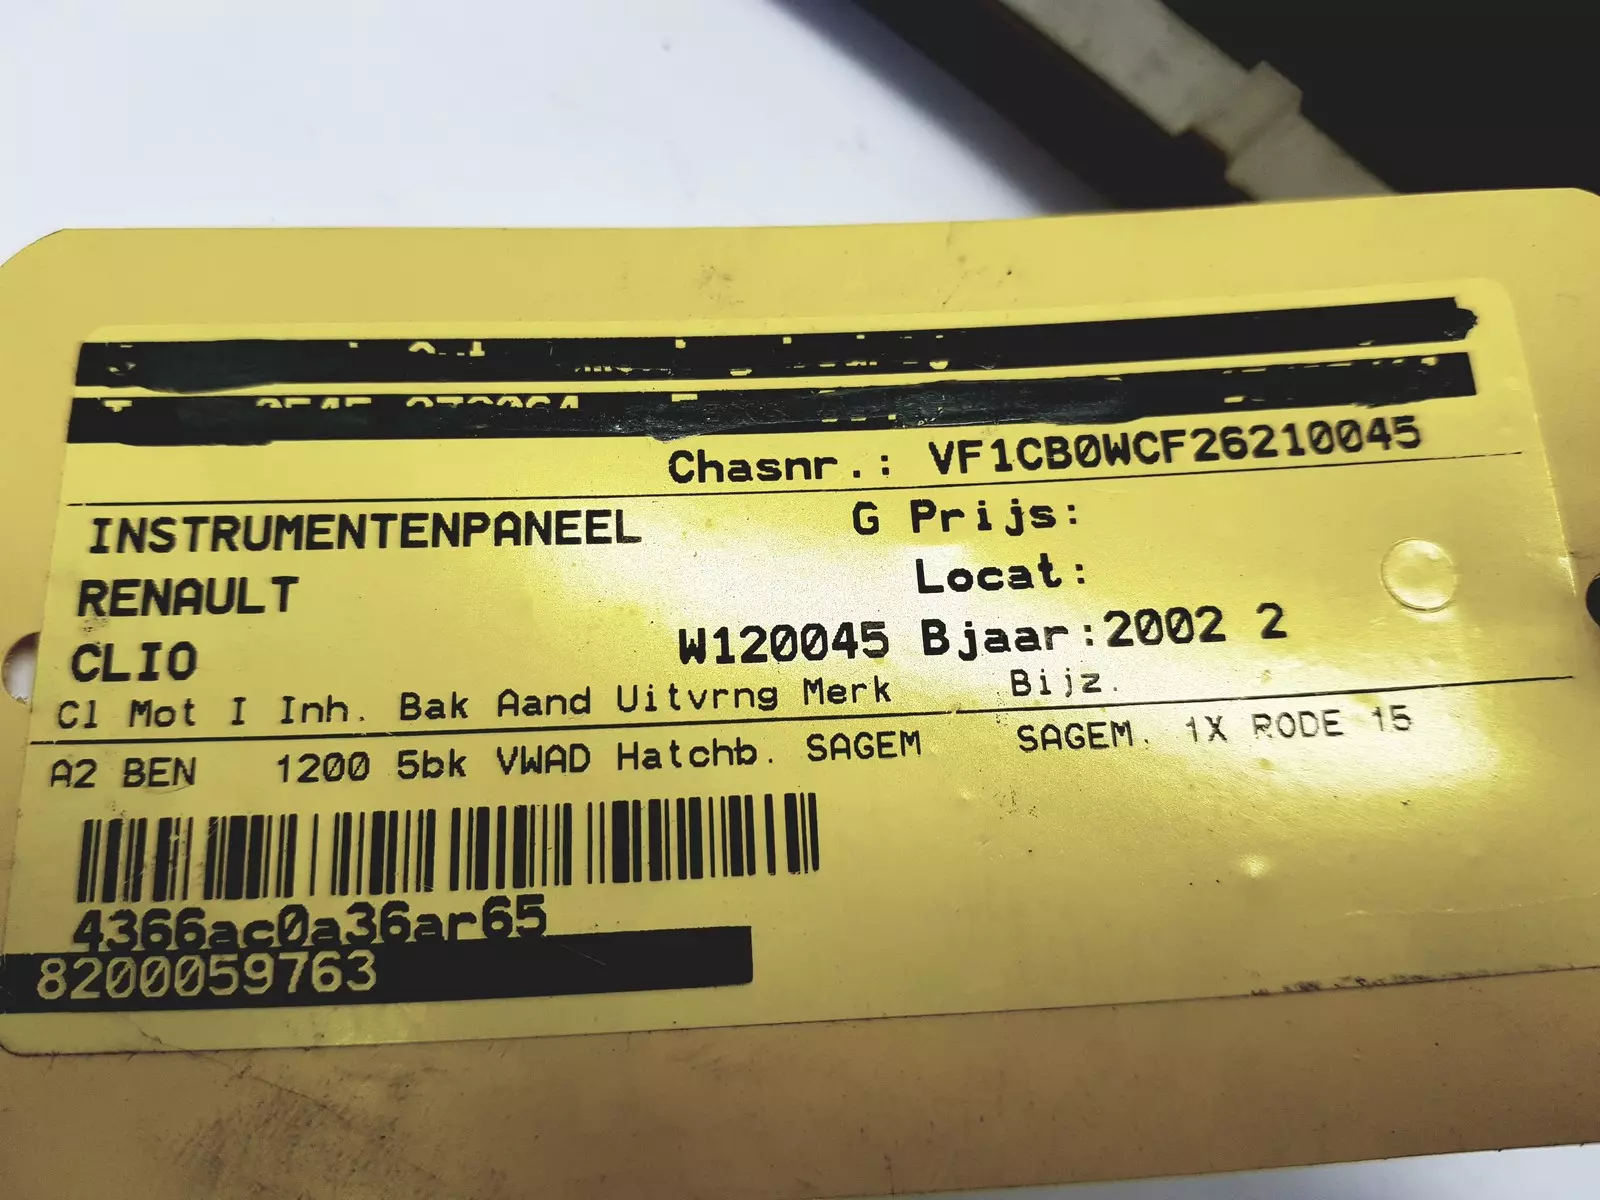 Chasnr.: VF1CB0WCF26210045
INSTRUMENTENPANEEL G Prijs:
RENAULT Locat:
CLIO W120045 Bjaar:2002 2
Cl Mot I Inh. Bak Aand Uitvrng Merk Bijz.
A2 BEN 1200 5bk VWAD Hatchb. SAGEM SAGEM. 1X RODE 15
4366ac0a36ar65
8200059763